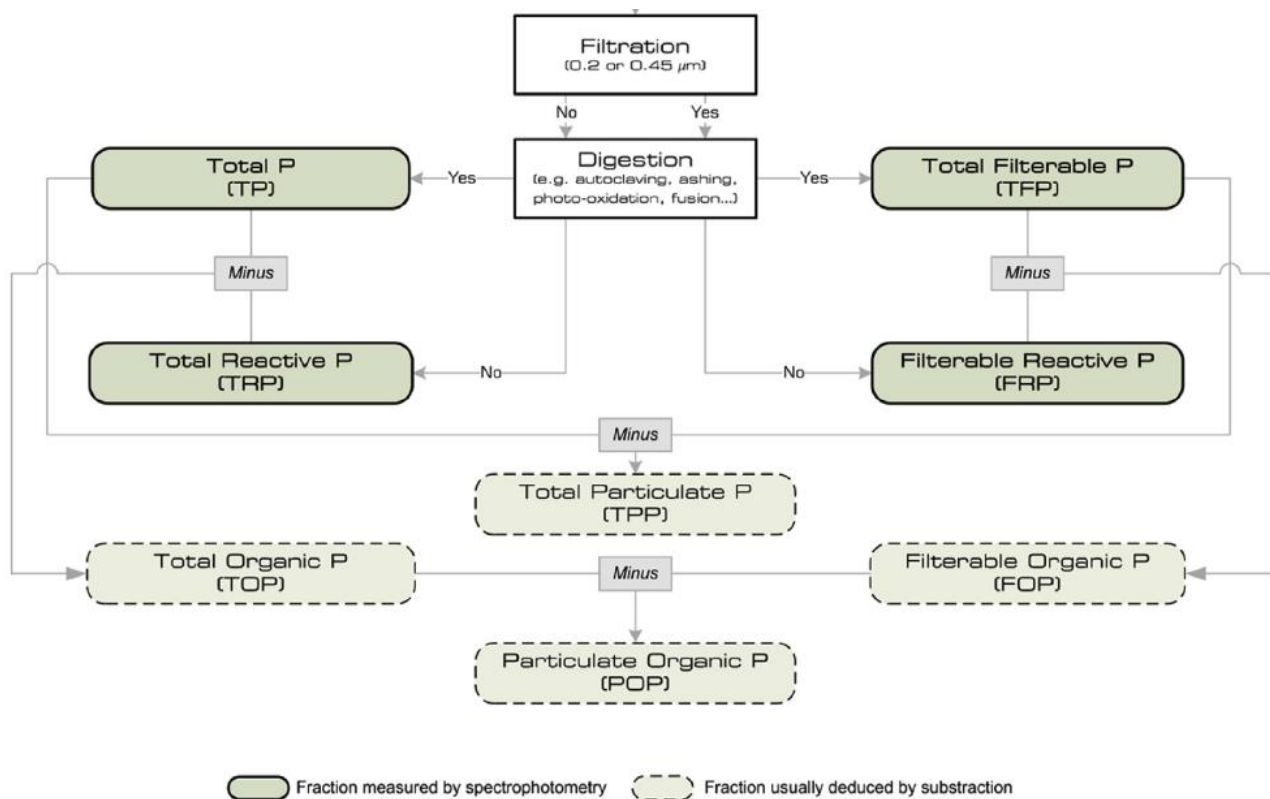 Filtration
(0.2 or 0.45 µm)
No
Yes
Total P
(TP)
Yes
Digestion
(e.g. autoclaving, ashing,
photo-oxidation, fusion...)
Yes
Total Filterable P
(TFP)
Minus
Minus
Total Reactive P
(TRP)
No
No
Filterable Reactive P
(FRP)
Minus
Total Particulate P
(TPP)
Total Organic P
(TOP)
Minus
Filterable Organic P
(FOP)
Particulate Organic P
(POP)
Fraction measured by spectrophotometry
Fraction usually deduced by substraction